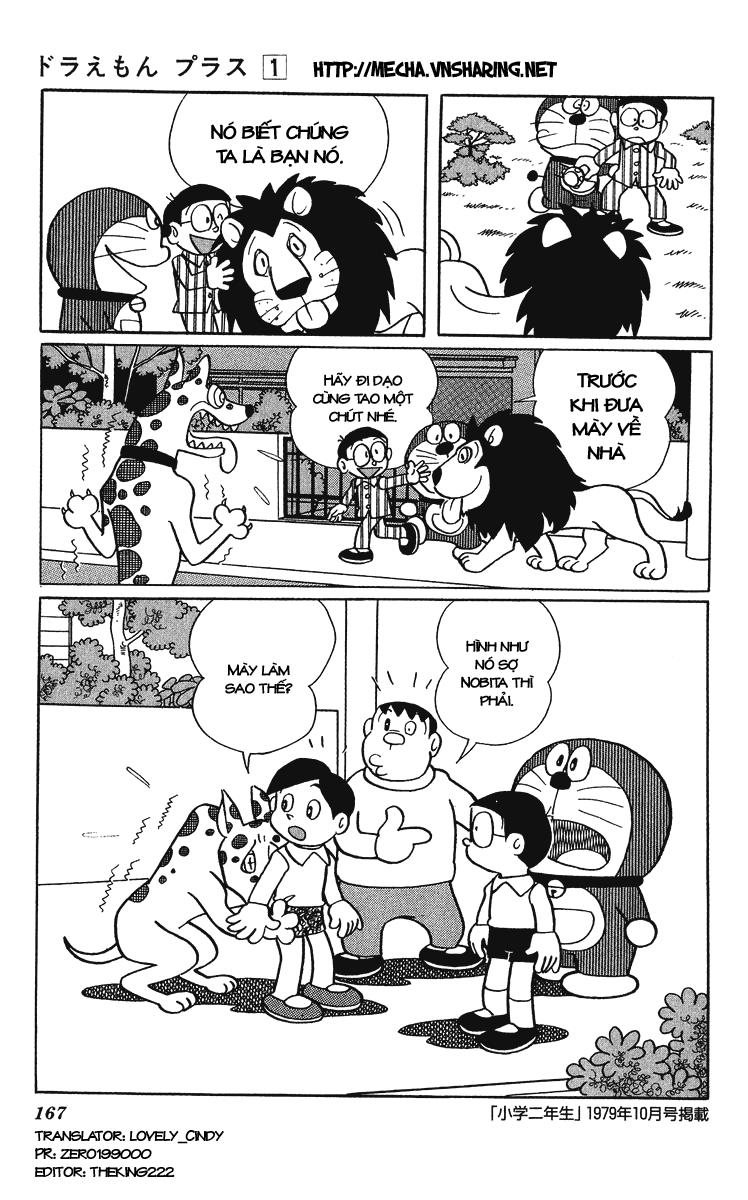 ドラえもん プラス 1 HTTP://MECHA.VNSHARING.NET
NÓ BIẾT CHÚNG
TA LÀ BẠN NÓ.
HÃY ĐI DẠO
CÙNG TAO MỘT
CHÚT NHÉ.
TRƯỚC
KHI ĐƯA
MÀY VỀ
NHÀ
MÀY LÀM
SAO THẾ?
HÌNH NHƯ
NÓ SỢ
NOBITA THÌ
PHẢI.
167
「小学二年生」1979年10月号掲載
TRANSLATOR: LOVELY_CINDY
PR: ZERO199000
EDITOR: THEKING222